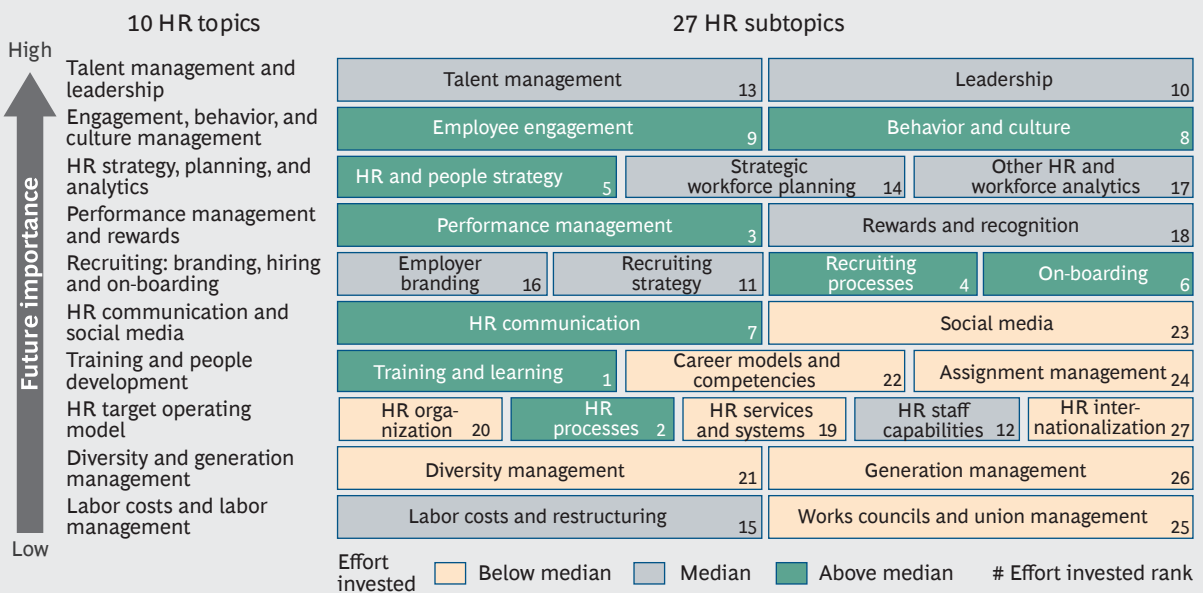 10 HR topics
27 HR subtopics
High
Future importance
Low
Talent management and
leadership
Talent management 13
Leadership 10
Engagement, behavior, and
culture management
Employee engagement 9
Behavior and culture 8
HR strategy, planning, and
analytics
HR and people strategy 5
Strategic
workforce planning 14
Other HR and
workforce analytics 17
Performance management
and rewards
Performance management 3
Rewards and recognition 18
Recruiting: branding, hiring
and on-boarding
Employer
branding 16
Recruiting
strategy 11
Recruiting
processes 4
On-boarding 6
HR communication and
social media
HR communication 7
Social media 23
Training and people
development
Training and learning 1
Career models and
competencies 22
Assignment management 24
HR target operating
model
HR orga-
nization 20
HR
processes 2
HR services
and systems 19
HR staff
capabilities 12
HR inter-
nationalization 27
Diversity and generation
management
Diversity management 21
Generation management 26
Labor costs and labor
management
Labor costs and restructuring 15
Works councils and union management 25
Effort
invested
Below median
Median
Above median
# Effort invested rank